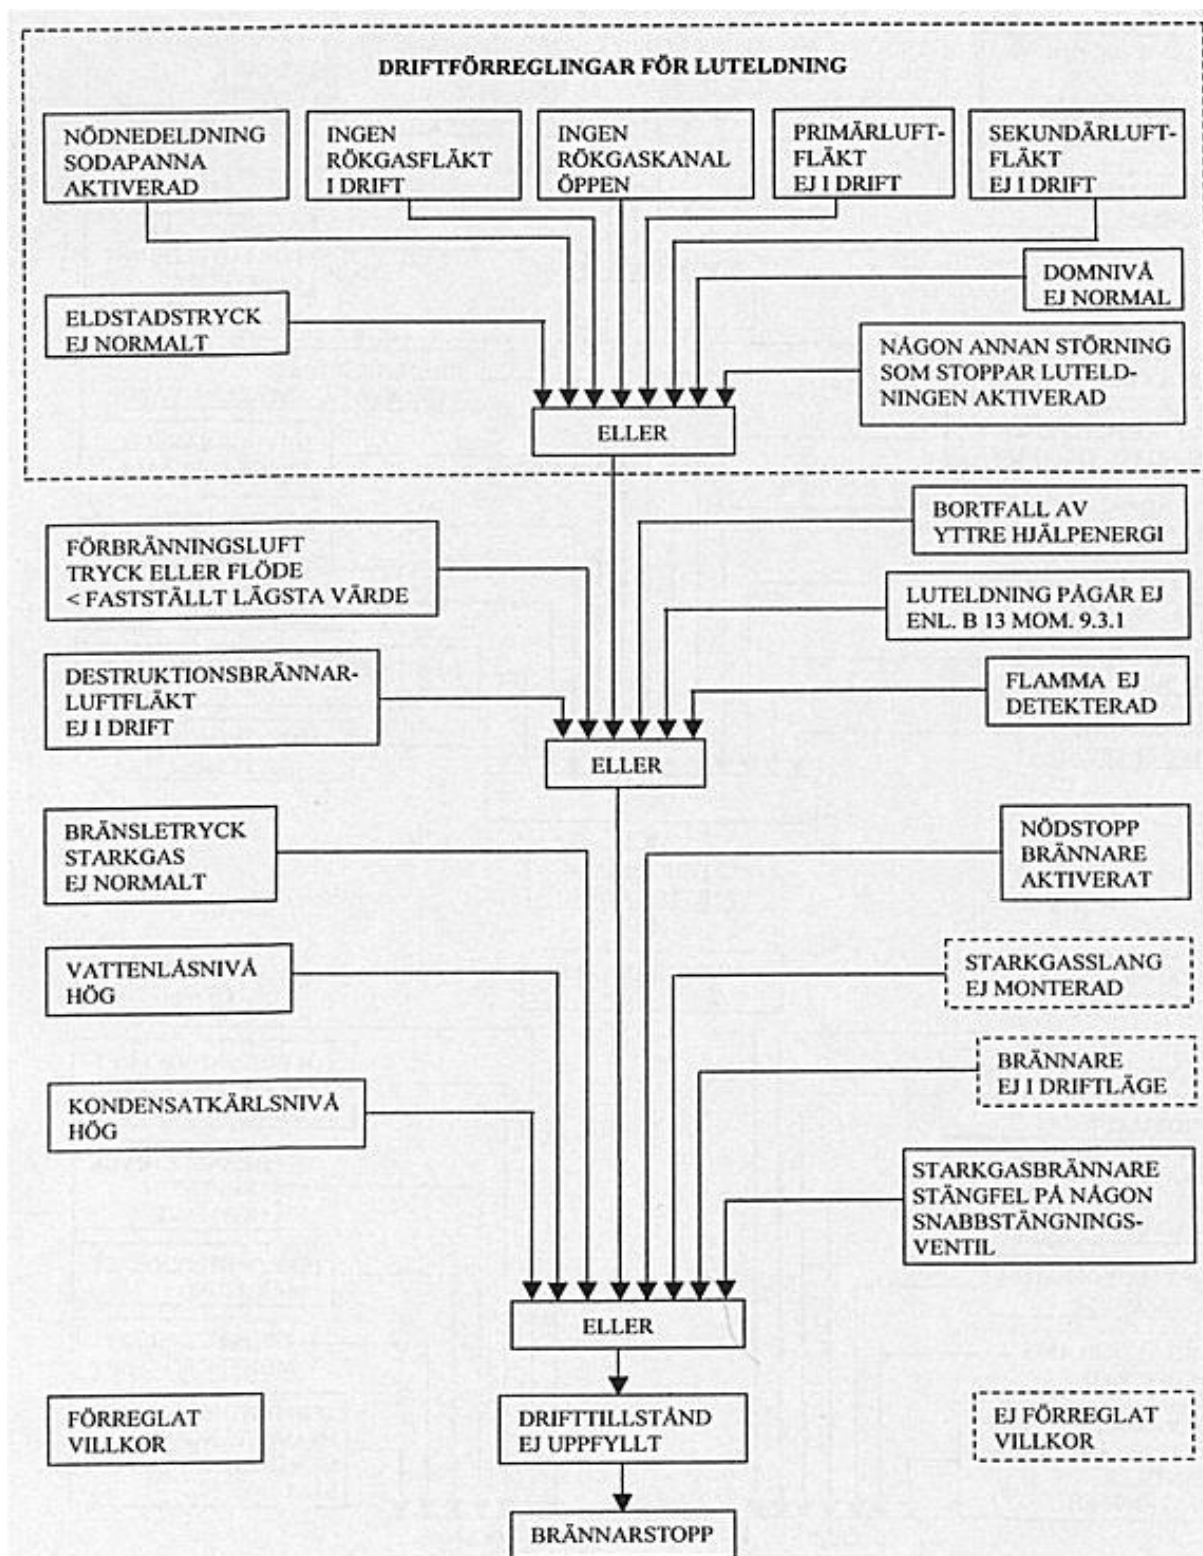 DRIFTFÖRREGLINGAR FÖR LUTELDNING
NÖDNEDELDNING
SODAPANNA
AKTIVERAD
INGEN
RÖKGASFLÄKT
I DRIFT
INGEN
RÖKGASKANAL
ÖPPEN
PRIMÄRLUFT-
FLÄKT
EJ I DRIFT
SEKUNDÄRLUFT-
FLÄKT
EJ I DRIFT
DOMNIVÅ
EJ NORMAL
ELDSTADSTRYCK
EJ NORMALT
NÅGON ANNAN STÖRNING
SOM STOPPAR LUTELD-
NINGEN AKTIVERAD
ELLER
BORTFALL AV
YTTRE HJÄLPENERGI
FÖRBRÄNNINGSLUFT
TRYCK ELLER FLÖDE
< FASTSTÄLLT LÄGSTA VÄRDE
LUTELDNING PÅGÅR EJ
ENL. B 13 MOM. 9.3.1
DESTRUKTIONSBRÄNNAR-
LUFTFLÄKT
EJ I DRIFT
FLAMMA EJ
DETEKTERAD
ELLER
BRÄNSLETRYCK
STARKGAS
EJ NORMALT
NÖDSTOPP
BRÄNNARE
AKTIVERAT
VATTENLÅSNIVÅ
HÖG
STARKGASSLANG
EJ MONTERAD
BRÄNNARE
EJ I DRIFTLÄGE
KONDENSATKÄRLSNIVÅ
HÖG
STARKGASBRÄNNARE
STÄNGFEL PÅ NÅGON
SNABBSTÄNGNINGS-
VENTIL
ELLER
FÖRREGLAT
VILLKOR
DRIFTTILLSTÅND
EJ UPPFYLLT
EJ FÖRREGLAT
VILLKOR
BRÄNNARSTOPP